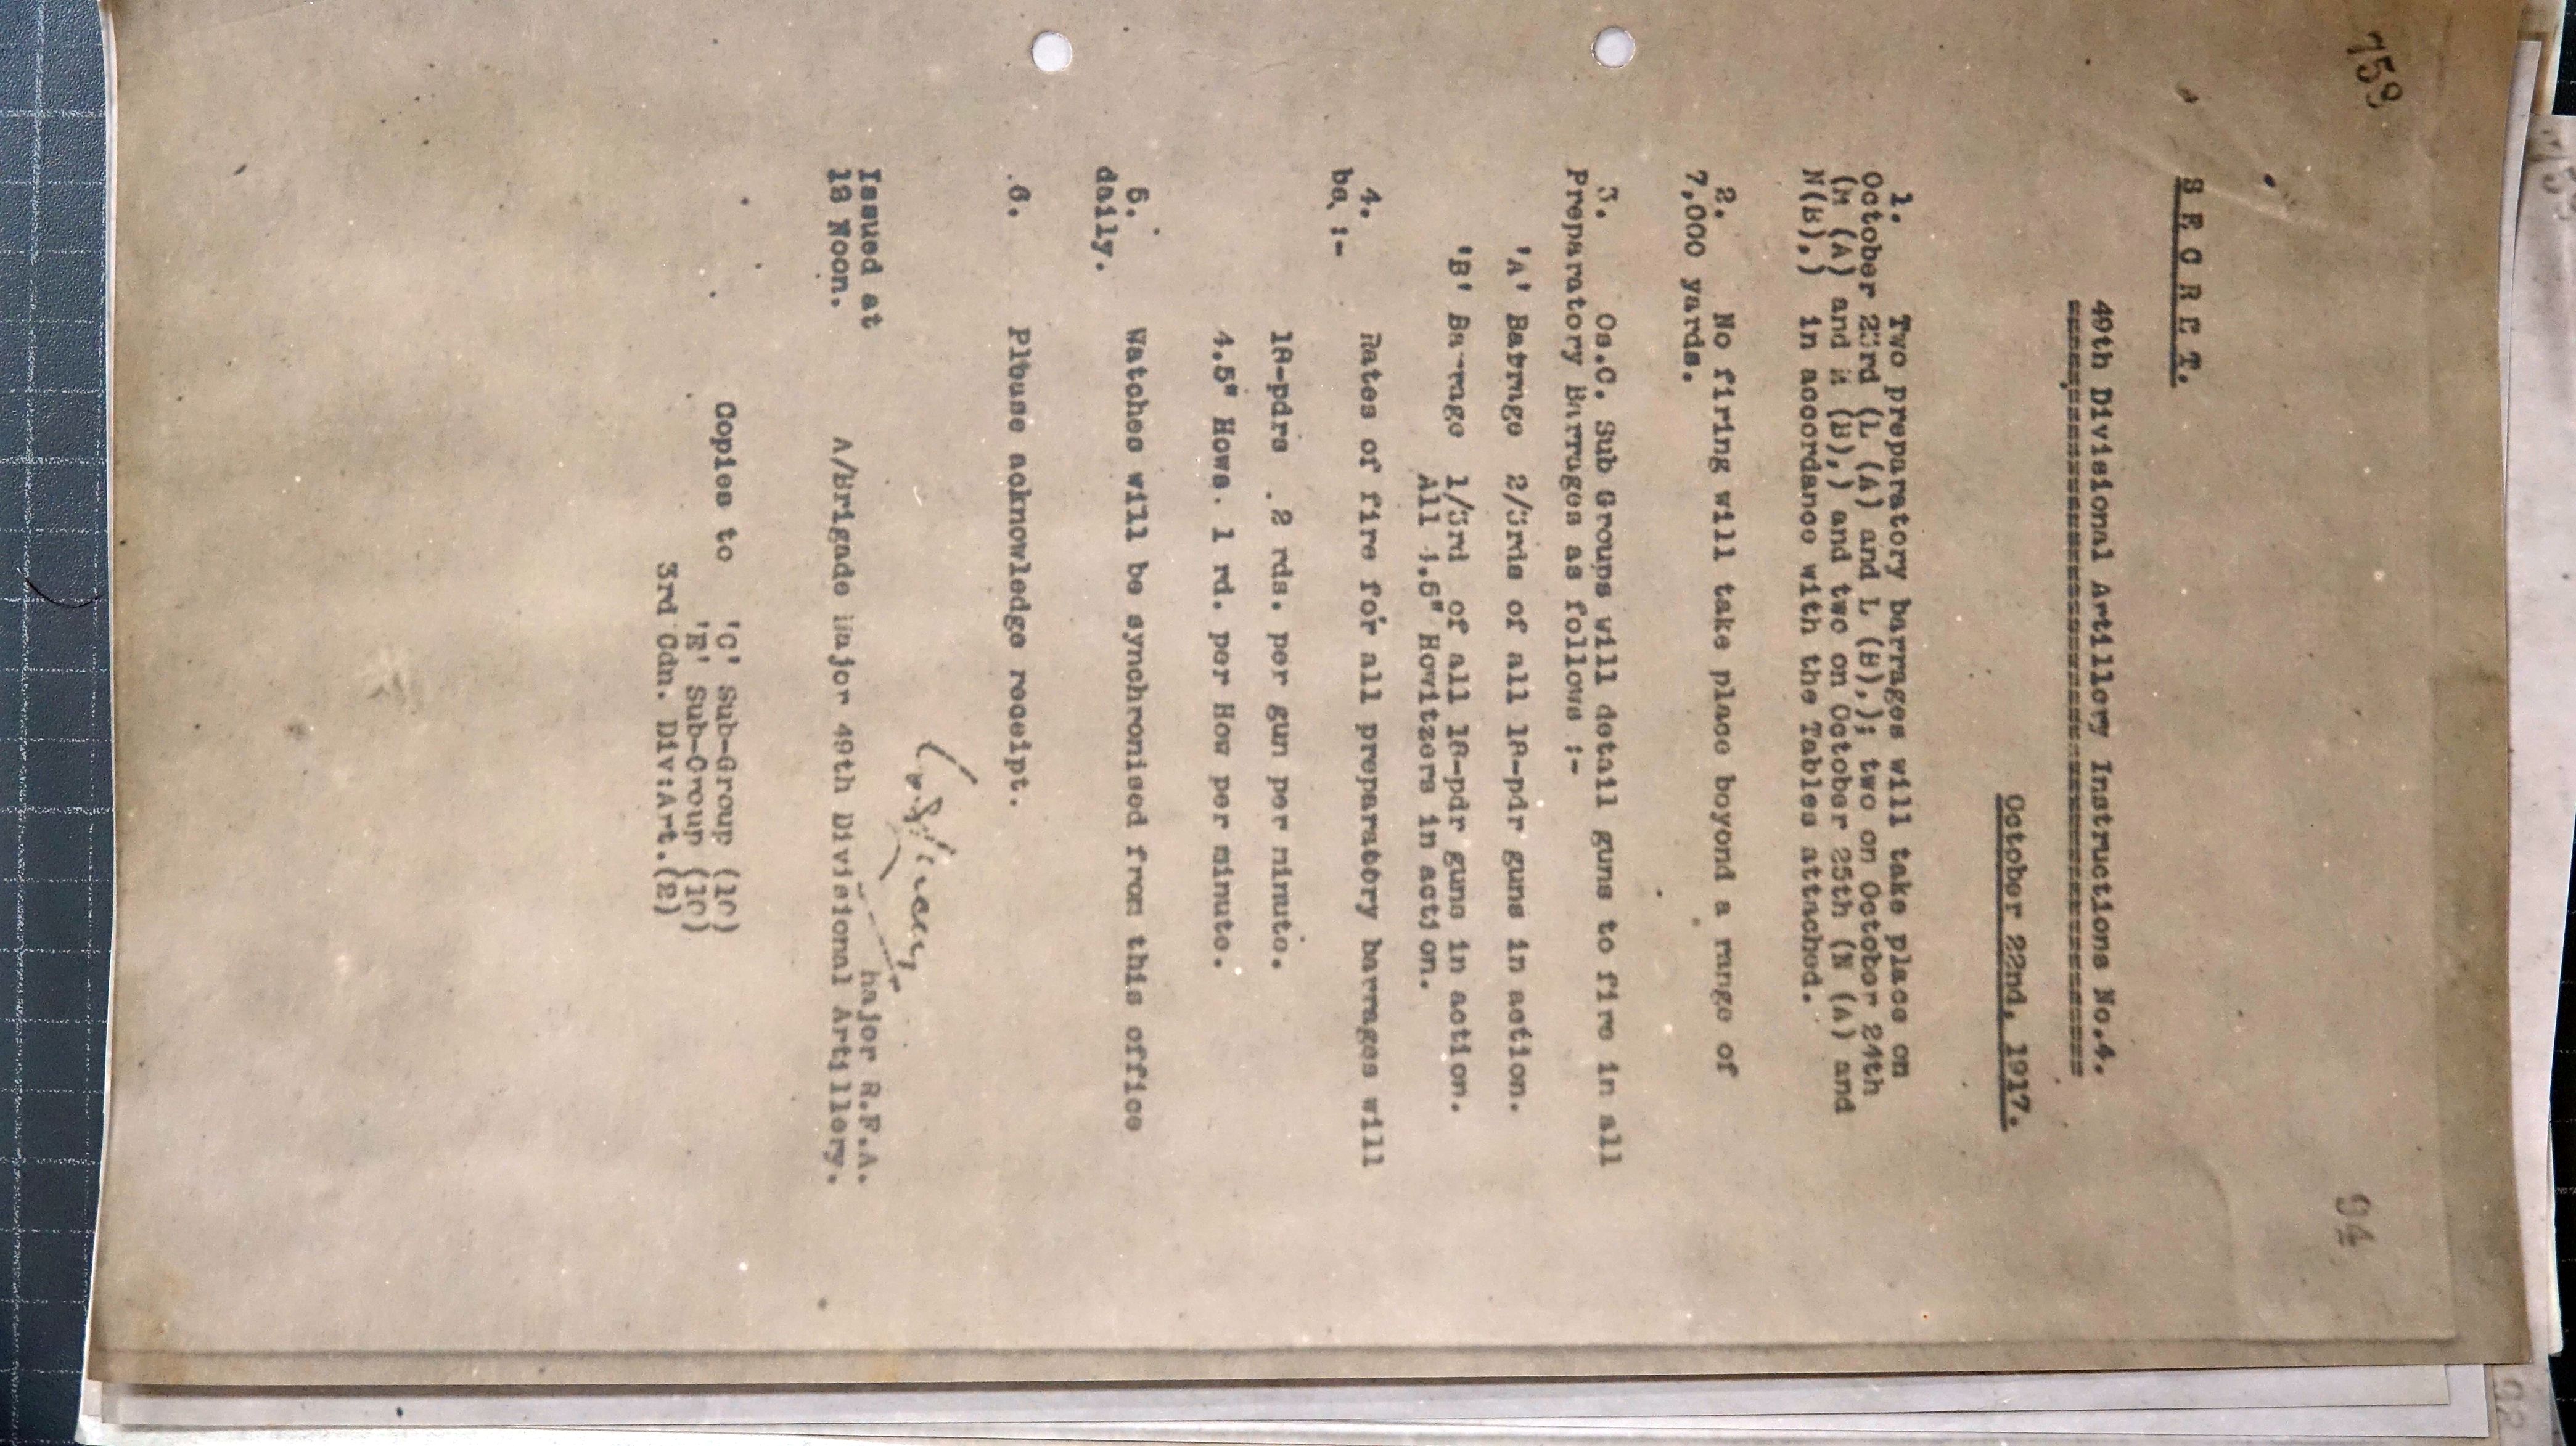 759
94
S E C R E T.
49th Divisional Artillery Instructions No.4.
October 22nd, 1917.
1. Two preparatory barrages will take place on
October 23rd (L (A) and L (B),); two on October 24th
(M (A) and M (B),) and two on October 25th (N (A) and
N(B),) in accordance with the Tables attached.
2. No firing will take place beyond a range of
7,000 yards.
3. Os.C. Sub Groups will detail guns to fire in all
Preparatory Barrages as follows :-
'A' Barrage 2/3rds of all 18-pdr guns in action.
'B' Barrage 1/3rd of all 18-pdr guns in action.
All 4.5" Howitzers in action.
4. Rates of fire for all preparatory barrages will
be :-
18-pdrs 2 rds. per gun per minute.
4.5" Hows. 1 rd. per How per minute.
5. Watches will be synchronised from this office
daily.
6. Please acknowledge receipt.
Issued at Major R.F.A.
12 Noon. A/Brigade Major 49th Divisional Artillery.
Copies to 'C' Sub-Group (10)
'E' Sub-Group (10)
3rd Cdn. Div:Art.(2)